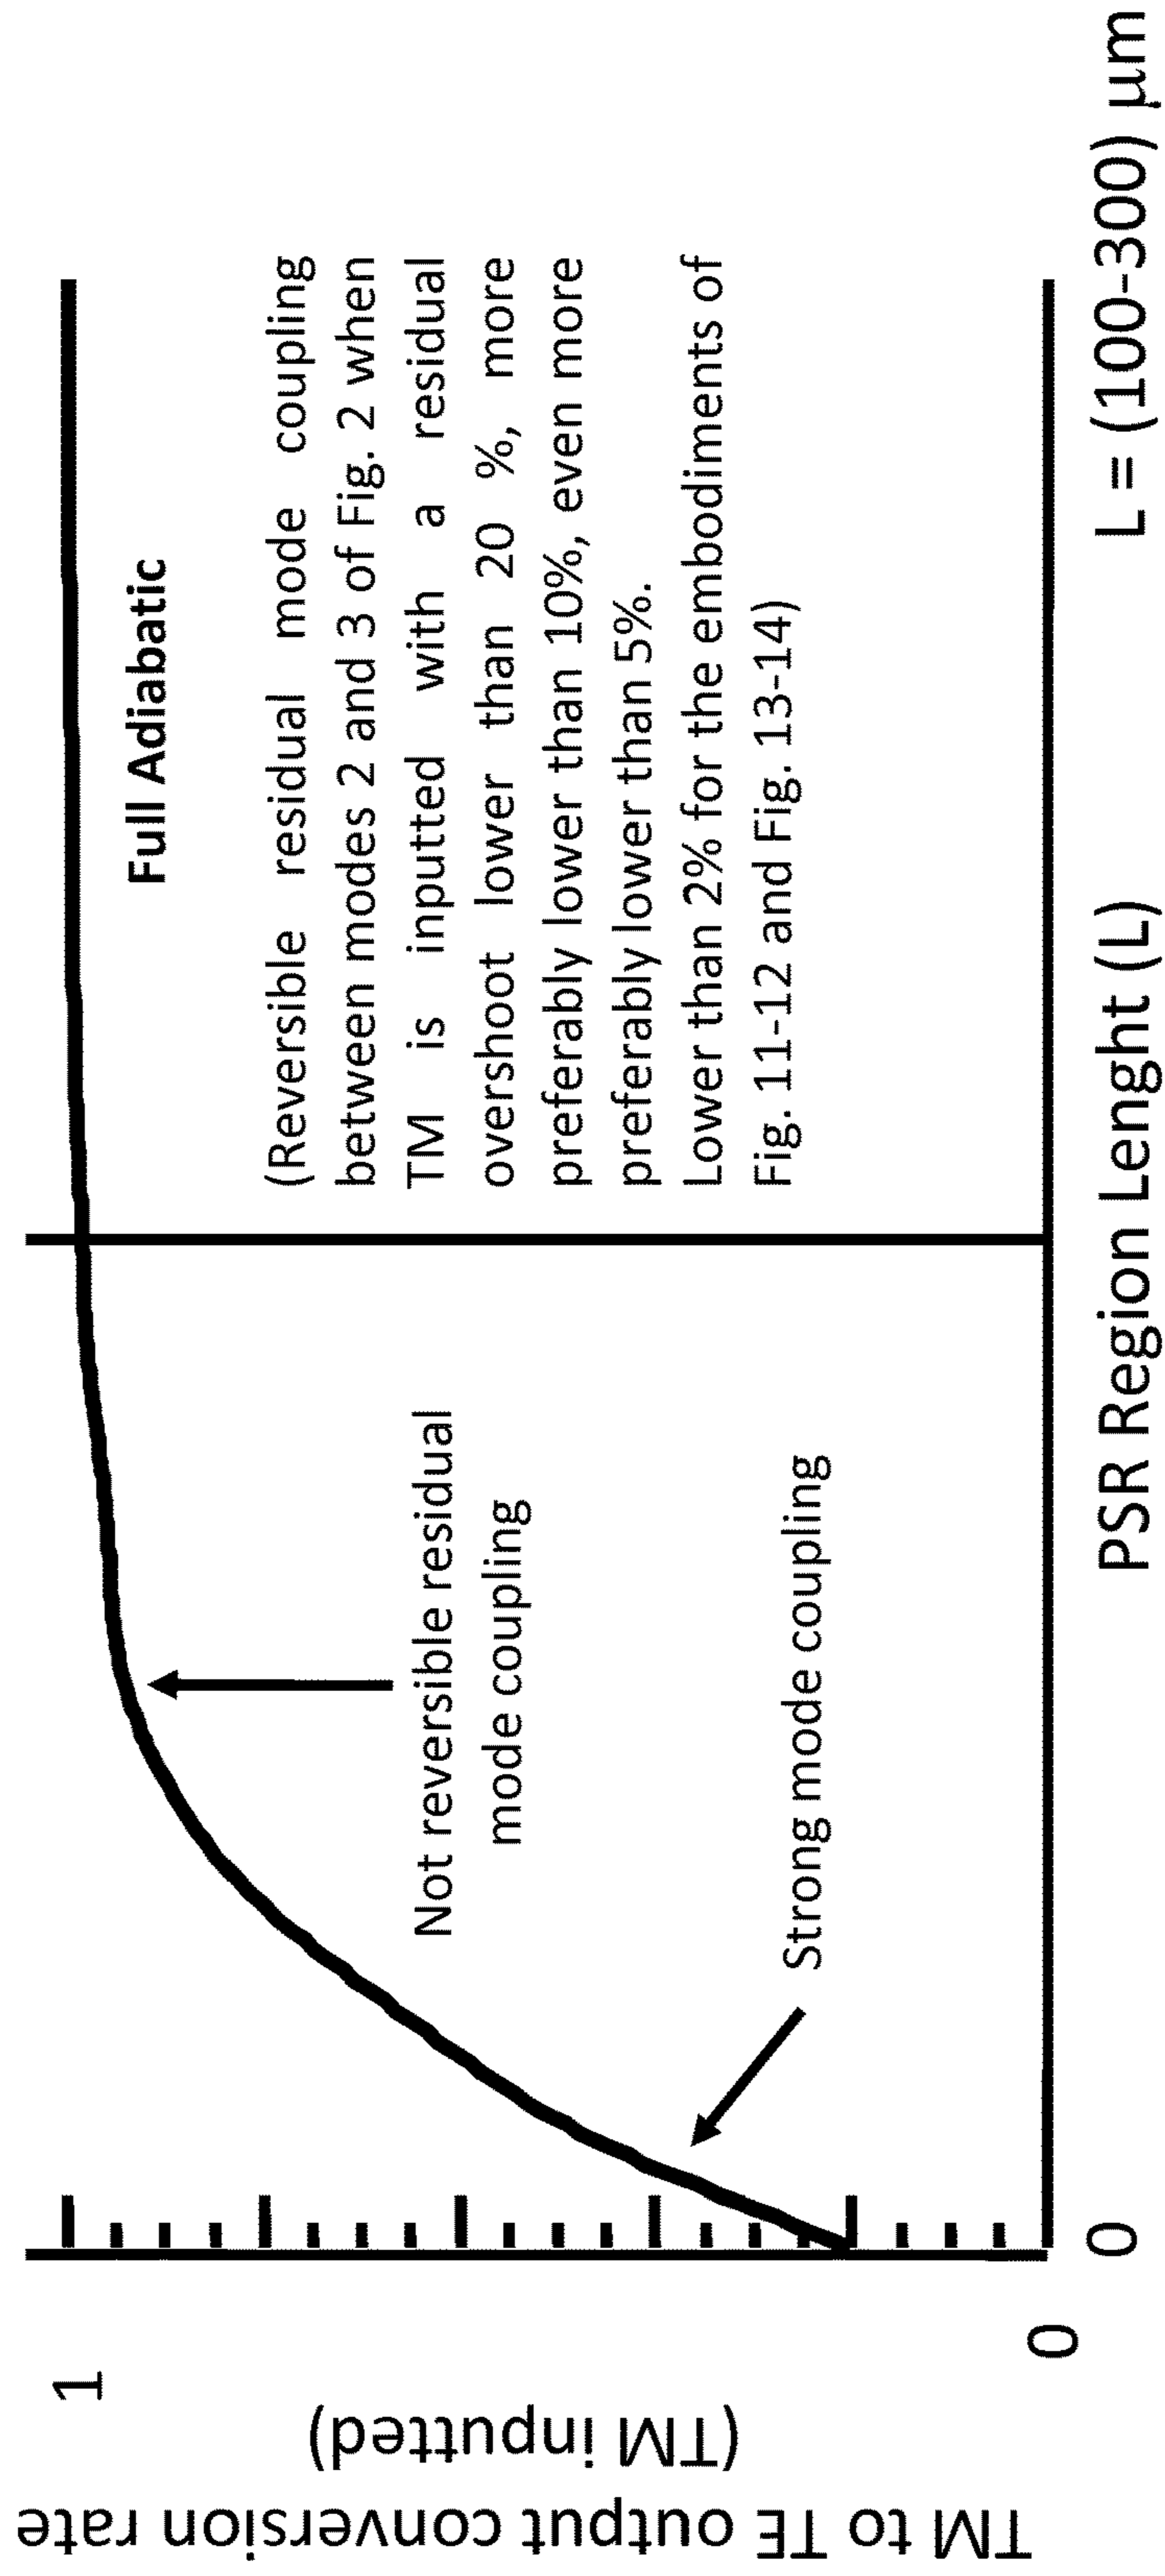 TM to TE output conversion rate
(TM inputted)
1
0
Full Adiabatic
(Reversible residual mode coupling
between modes 2 and 3 of Fig. 2 when
TM is inputted with a residual
overshoot lower than 20 %, more
preferably lower than 10%, even more
preferably lower than 5%.
Lower than 2% for the embodiments of
Fig. 11-12 and Fig. 13-14)
Not reversible residual
mode coupling
Strong mode coupling
0
PSR Region Lenght (L)
L = (100-300) μm